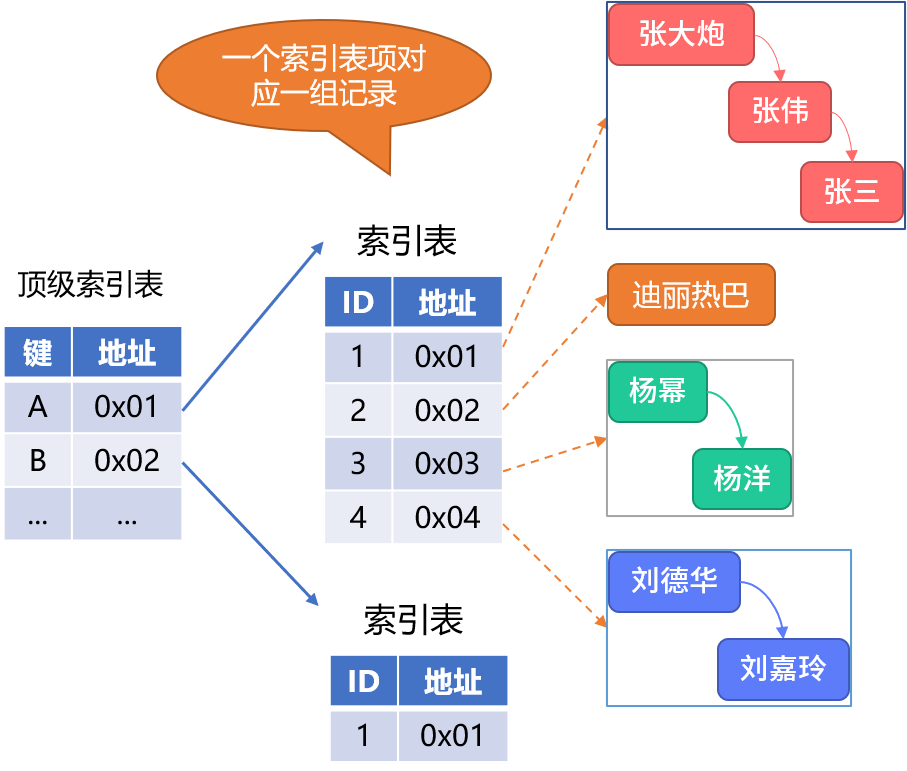 一个索引表项对
应一组记录
顶级索引表
键 地址
A 0x01
B 0x02
... ...
索引表
ID 地址
1 0x01
2 0x02
3 0x03
4 0x04
索引表
ID 地址
1 0x01
张大炮
张伟
张三
迪丽热巴
杨幂
杨洋
刘德华
刘嘉玲